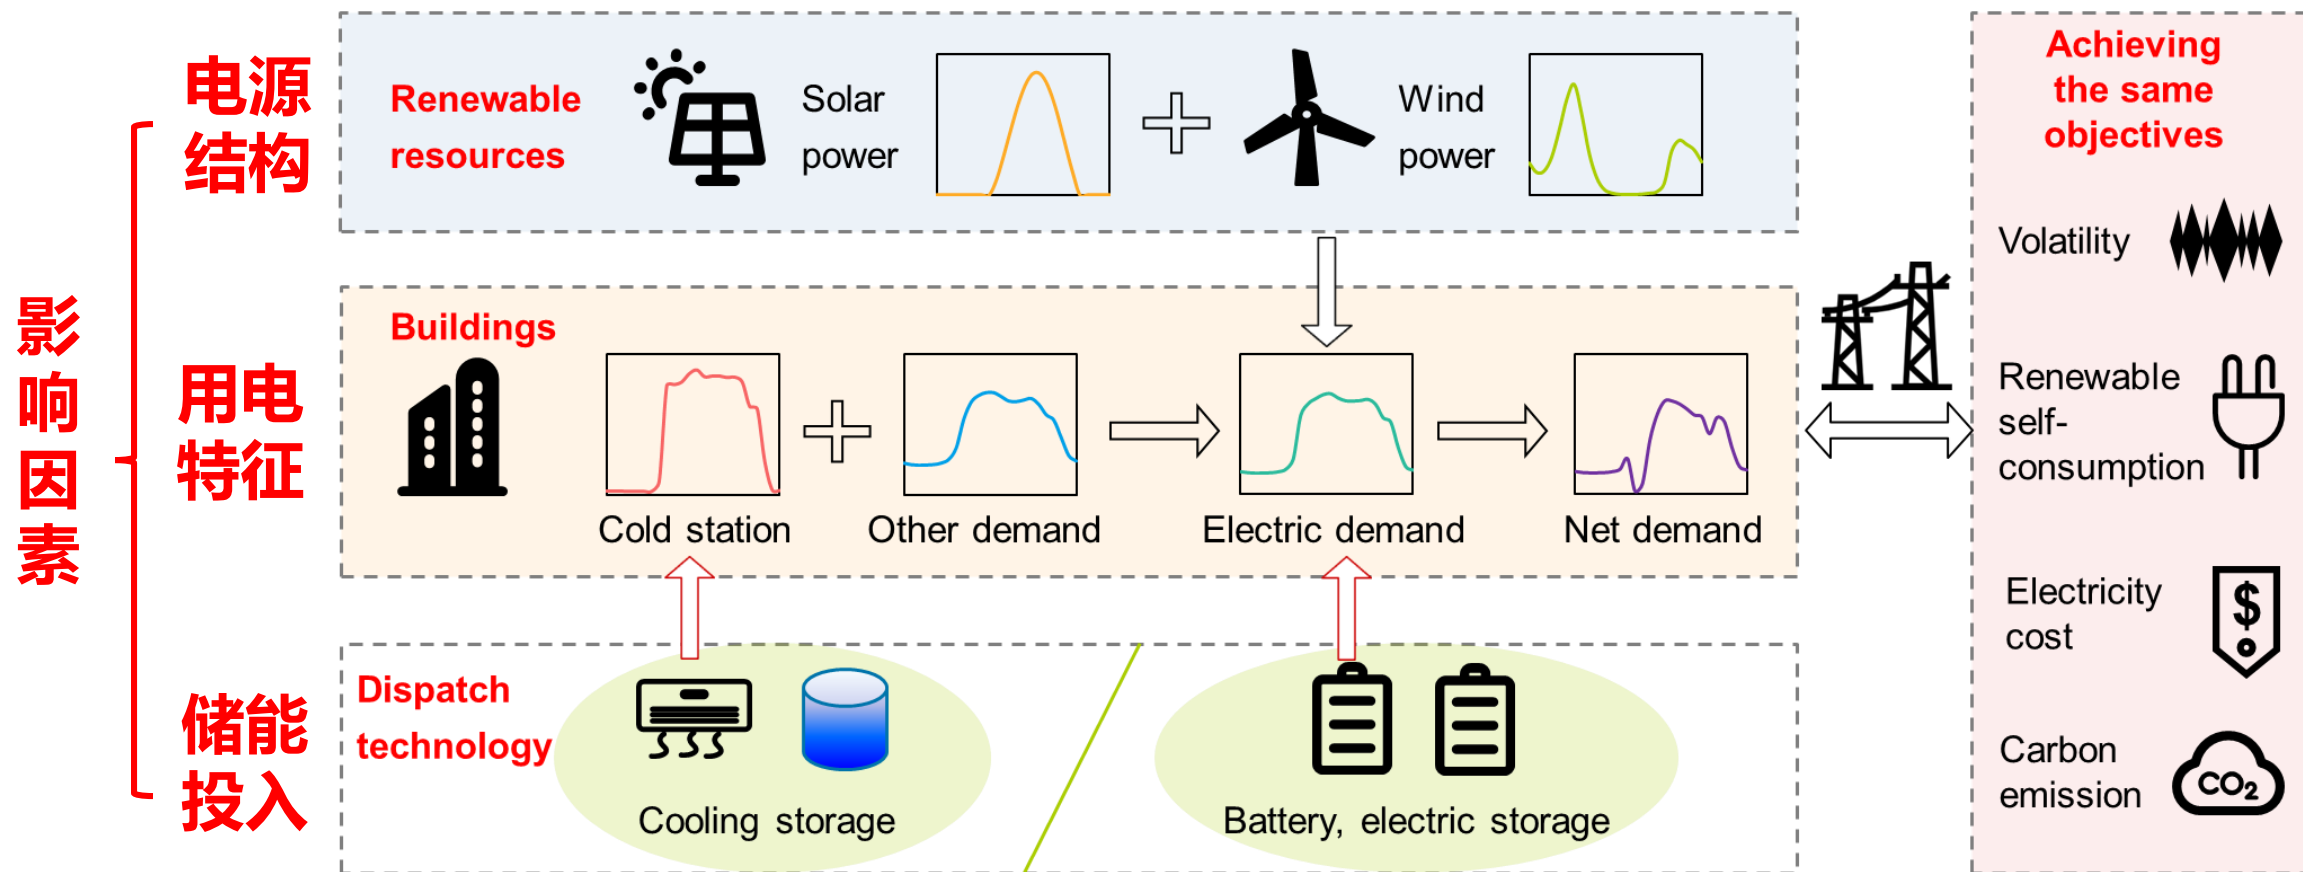 影
响
因
素
电源
结构
Renewable
resources
Solar
power
Wind
power
用电
特征
Buildings
Cold station
Other demand
Electric demand
Net demand
储能
投入
Dispatch
technology
Cooling storage
Battery, electric storage
Achieving
the same
objectives
Volatility
Renewable
self-
consumption
Electricity
cost
$
Carbon
emission
CO₂